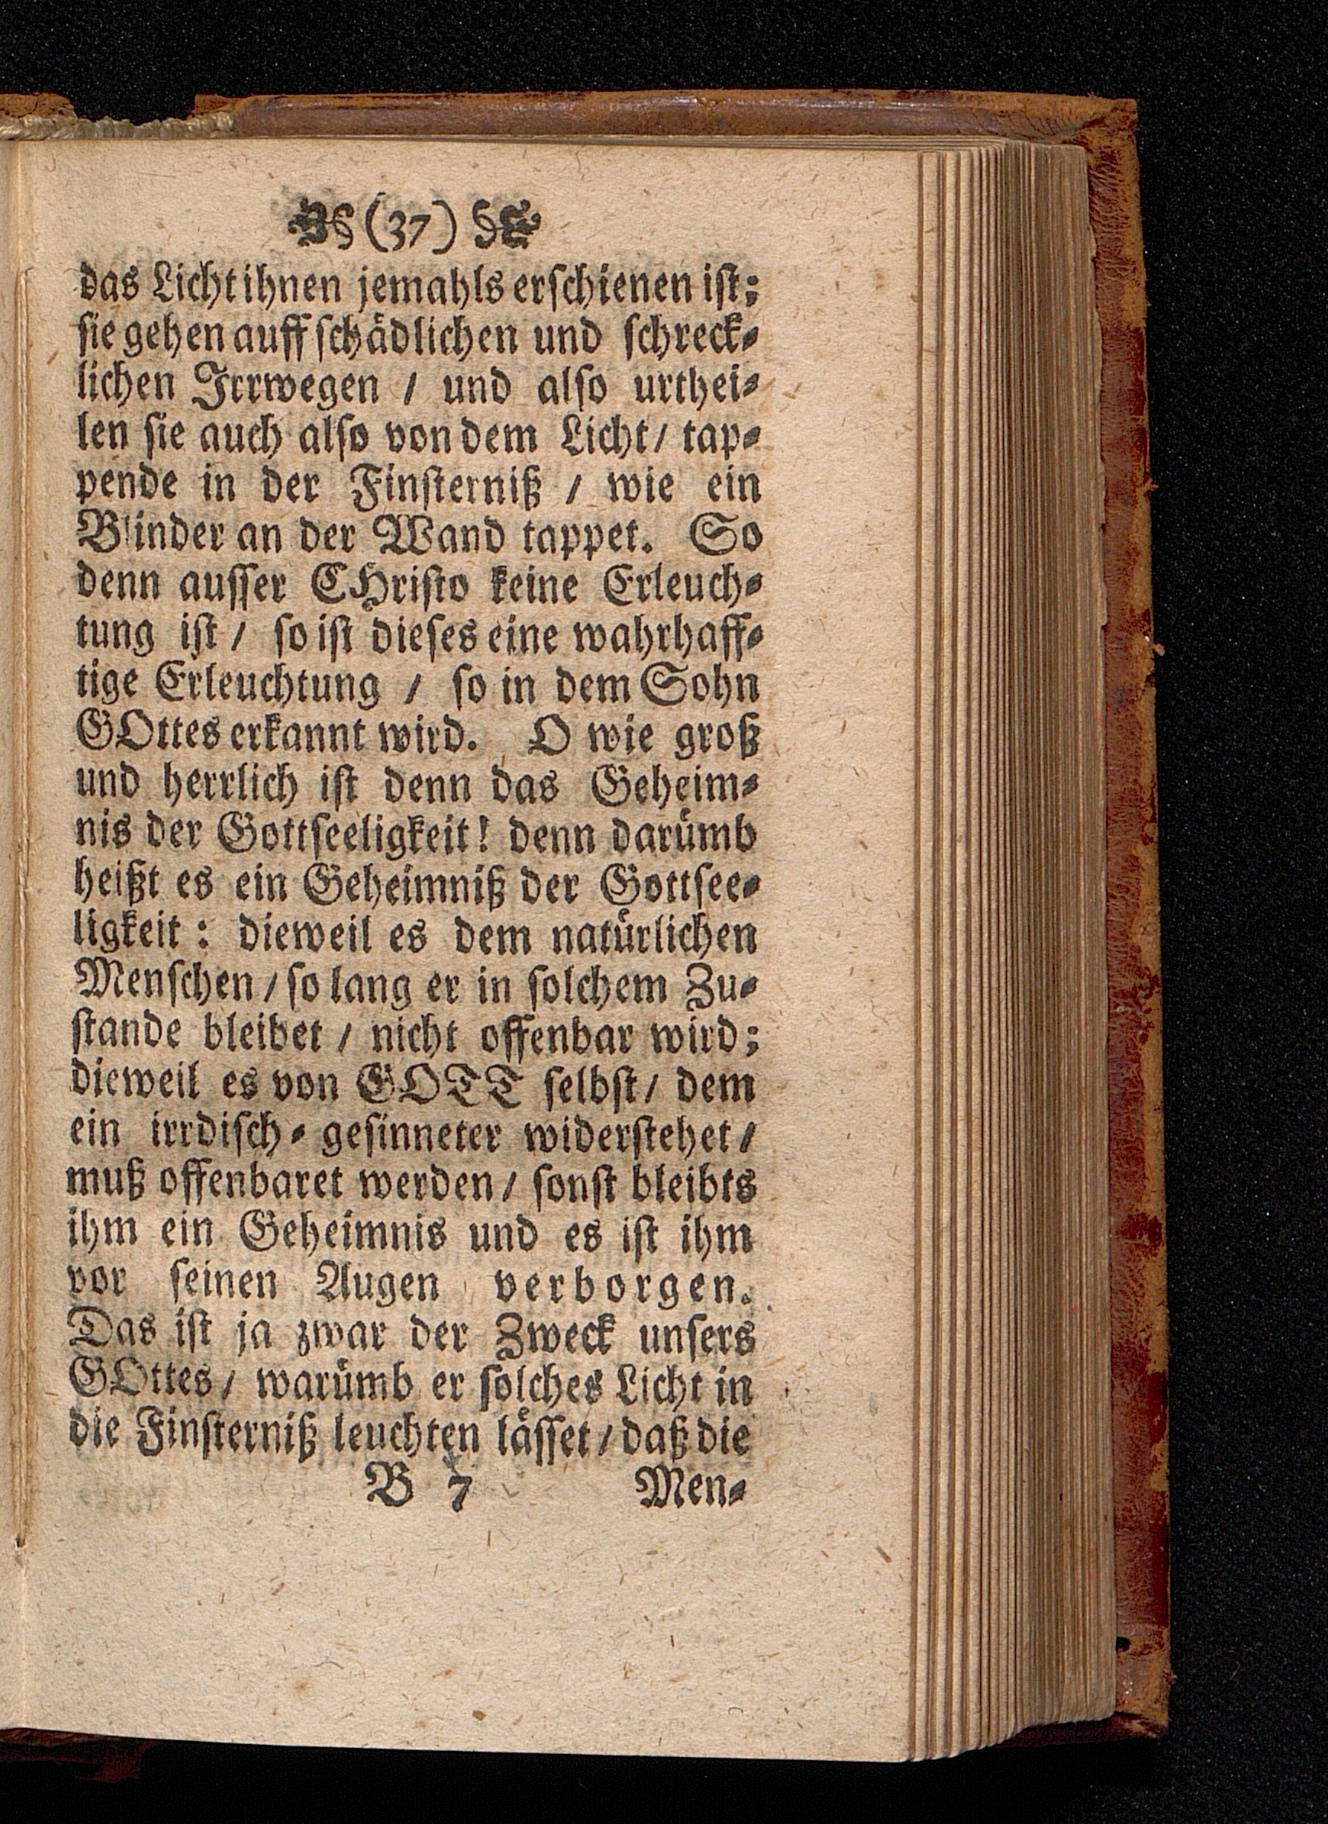 (37)
das Licht ihnen jemahls erschienen ist;
sie gehen auff schädlichen und schreck-
lichen Irrwegen / und also urthei-
len sie auch also von dem Licht / tap-
pende in der Finsterniß / wie ein
Blinder an der Wand tappet. So
denn ausser CHristo keine Erleuch-
tung ist / so ist dieses eine wahrhaff-
tige Erleuchtung / so in dem Sohn
GOttes erkannt wird. O wie groß
und herrlich ist denn das Geheim-
nis der Gottseeligkeit! denn darümb
heißt es ein Geheimniß der Gottsee-
ligkeit: dieweil es dem natürlichen
Menschen / so lang er in solchem Zu-
stande bleibet / nicht offenbar wird;
dieweil es von GOTT selbst / dem
ein irrdisch-gesinneter widerstehet /
muß offenbaret werden / sonst bleibts
ihm ein Geheimnis und es ist ihm
vor seinen Augen verborgen.
Das ist ja zwar der Zweck unsers
GOttes / warümb er solches Licht in
die Finsterniß leuchten lässet / daß die
B 7 Men-